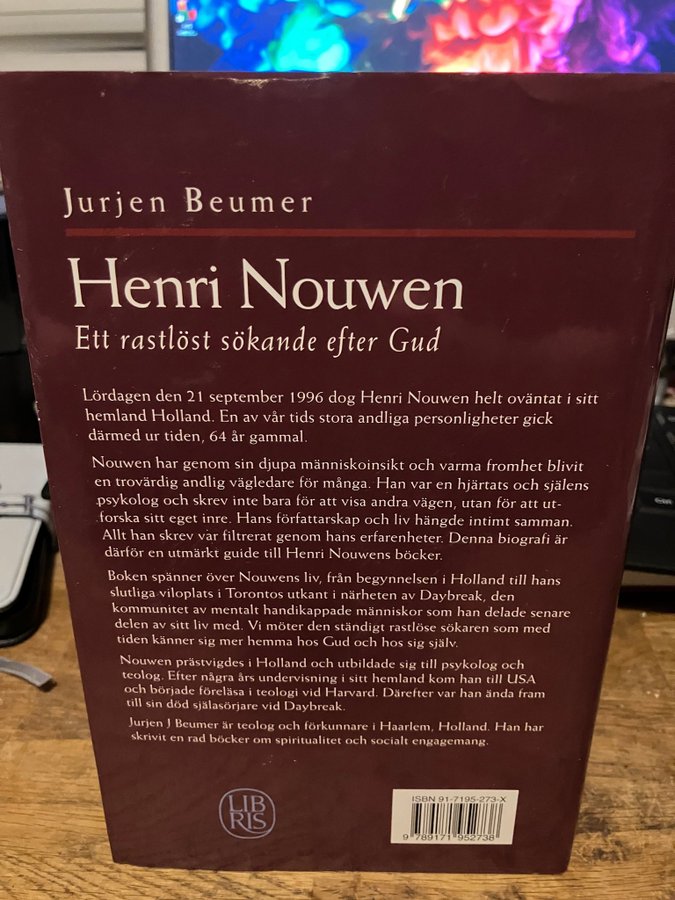 Jurjen Beumer
Henri Nouwen
Ett rastlöst sökande efter Gud
Lördagen den 21 september 1996 dog Henri Nouwen helt oväntat i sitt
hemland Holland. En av vår tids stora andliga personligheter gick
därmed ur tiden, 64 år gammal.
Nouwen har genom sin djupa människoinsikt och varma fromhet blivit
en trovärdig andlig vägledare för många. Han var en hjärtats och själens
psykolog och skrev inte bara för att visa andra vägen, utan för att ut-
forska sitt eget inre. Hans författarskap och liv hängde intimt samman.
Allt han skrev var filtrerat genom hans erfarenheter. Denna biografi är
därför en utmärkt guide till Henri Nouwens böcker.
Boken spänner över Nouwens liv, från begynnelsen i Holland till hans
slutliga viloplats i Torontos utkant i närheten av Daybreak, den
kommunitet av mentalt handikappade människor som han delade senare
delen av sitt liv med. Vi möter den ständigt rastlöse sökaren som med
tiden känner sig mer hemma hos Gud och hos sig själv.
Nouwen prästvigdes i Holland och utbildade sig till psykolog och
teolog. Efter några års undervisning i sitt hemland kom han till USA
och började föreläsa i teologi vid Harvard. Därefter var han ända fram
till sin död själasörjare vid Daybreak.
Jurjen J Beumer är teolog och förkunnare i Haarlem, Holland. Han har
skrivit en rad böcker om spiritualitet och socialt engagemang.
LIB
RIS
ISBN 91-7195-273-X
9 789171 952738